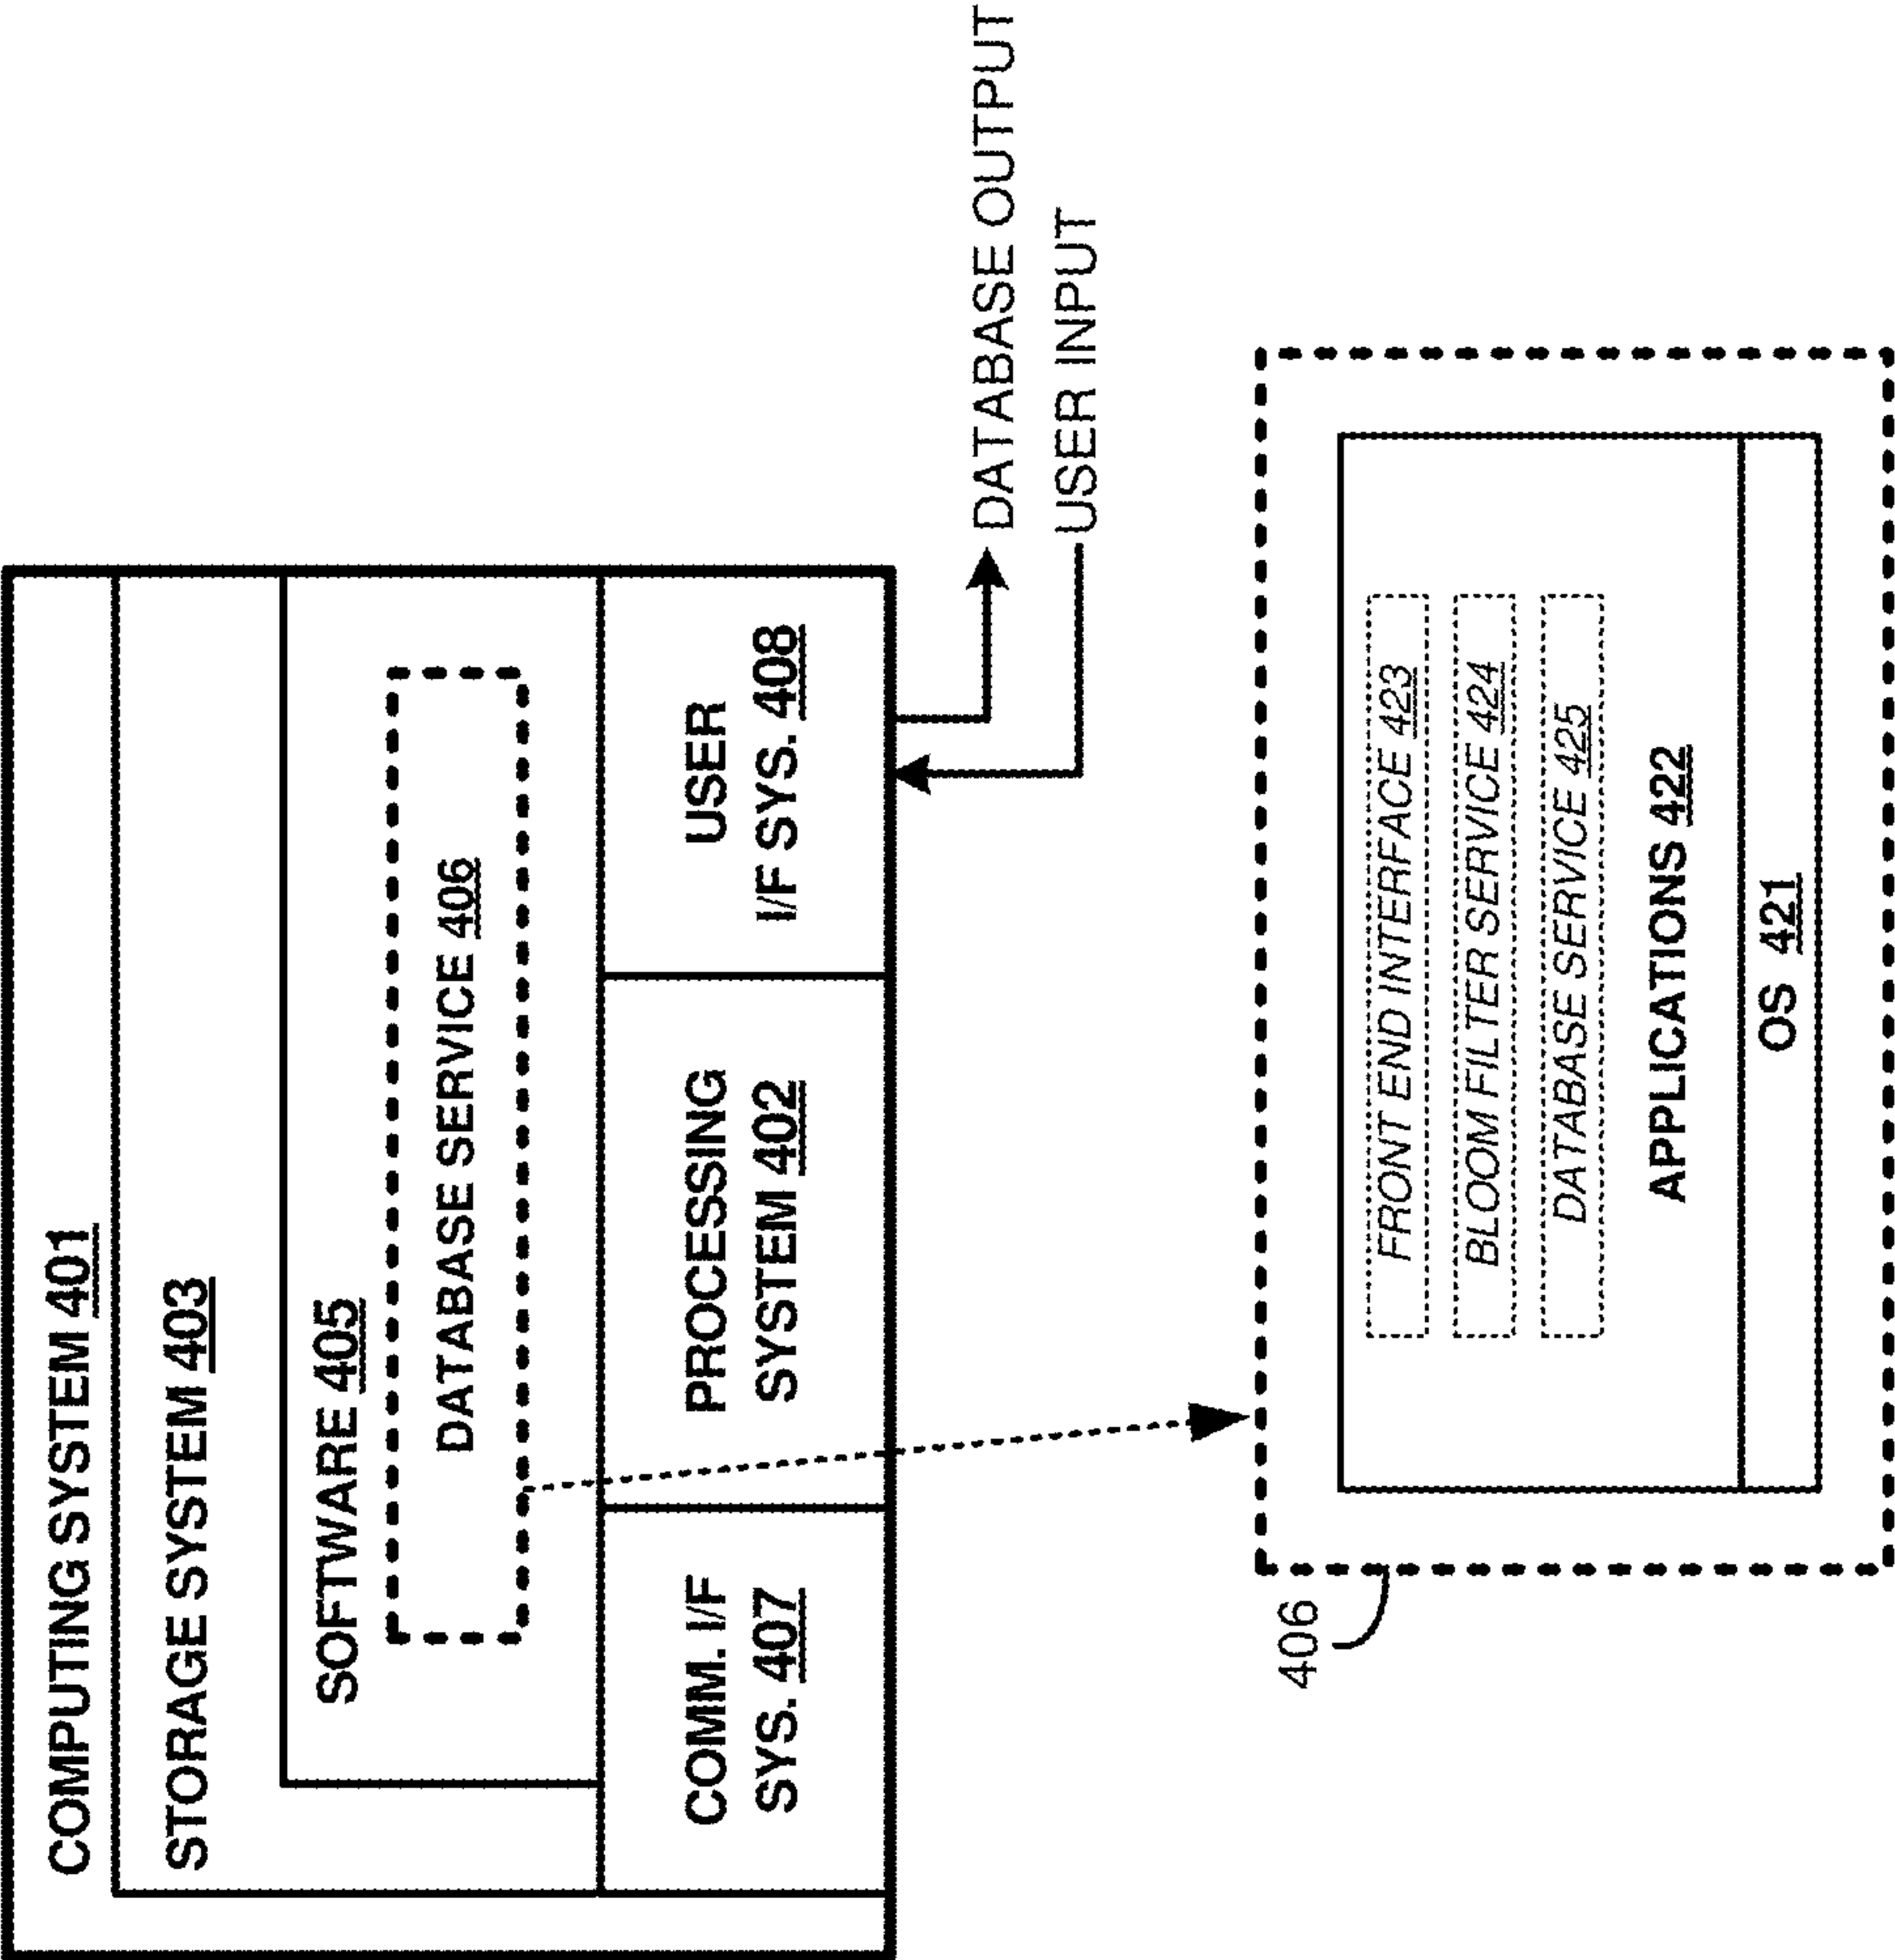 COMPUTING SYSTEM 401
STORAGE SYSTEM 403
SOFTWARE 405
DATABASE SERVICE 406
COMM. I/F
SYS. 407
PROCESSING
SYSTEM 402
USER
I/F SYS. 408
DATABASE OUTPUT
USER INPUT
406
FRONT END INTERFACE 423
BLOOM FILTER SERVICE 424
DATABASE SERVICE 425
APPLICATIONS 422
OS 421